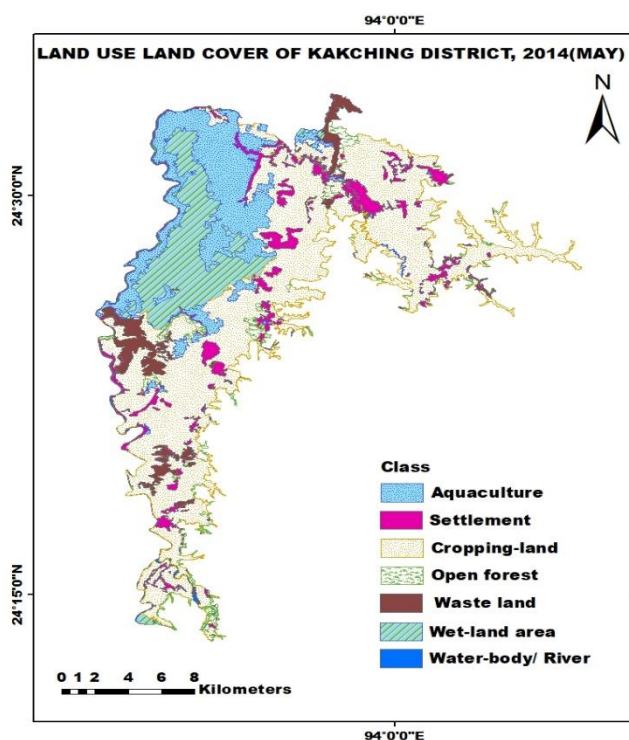 94°0'0"E
LAND USE LAND COVER OF KAKCHING DISTRICT, 2014(MAY)
N
24°30'0"N
Class
Aquaculture
Settlement
Cropping-land
Open forest
Waste land
Wet-land area
Water-body/ River
24°15'0"N
0 1 2 4 6 8
Kilometers
94°0'0"E